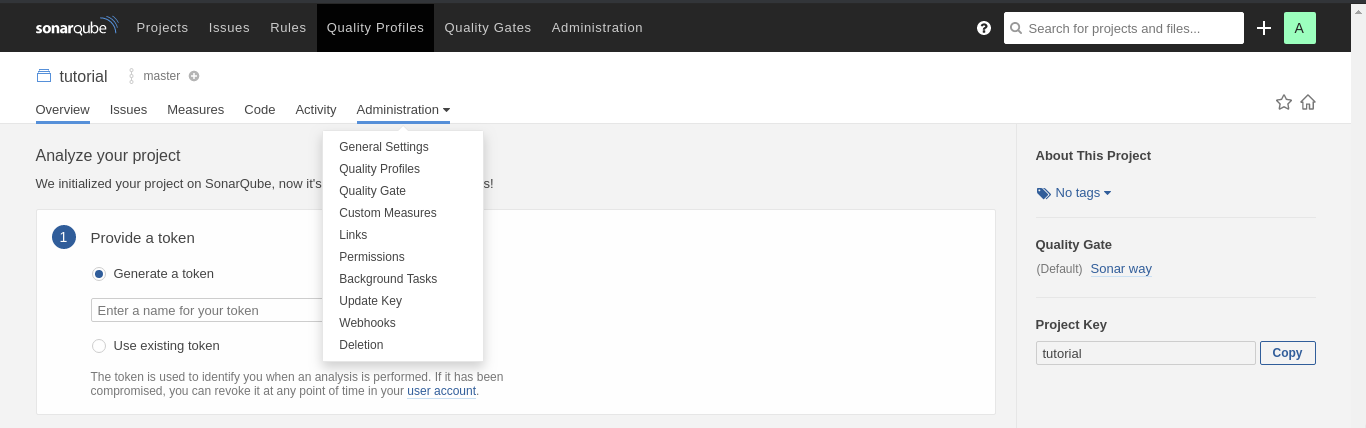 sonarqube Projects Issues Rules Quality Profiles Quality Gates Administration ? Search for projects and files... A
tutorial master
Overview Issues Measures Code Activity Administration
General Settings
Quality Profiles
Quality Gate
Custom Measures
Links
Permissions
Background Tasks
Update Key
Webhooks
Deletion
Analyze your project
We initialized your project on SonarQube, now it's s!
1 Provide a token
Generate a token
Enter a name for your token
Use existing token
The token is used to identify you when an analysis is performed. If it has been
compromised, you can revoke it at any point of time in your user account.
About This Project
No tags
Quality Gate
(Default) Sonar way
Project Key
tutorial Copy